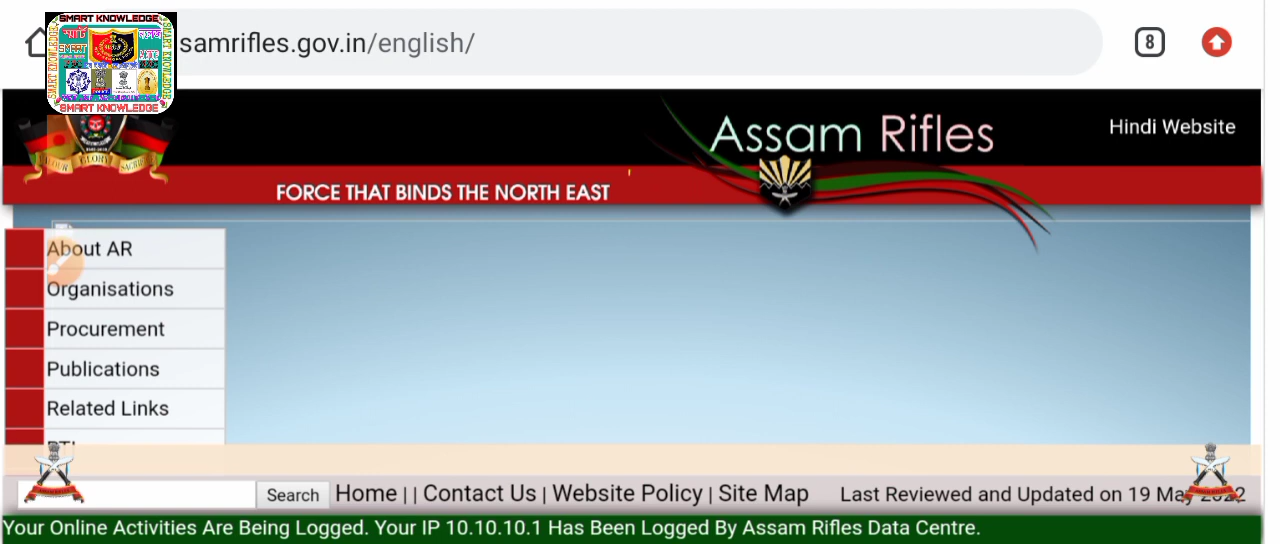 SMART KNOWLEDGE
samrifles.gov.in/english/
8
SMART KNOWLEDGE
Assam Rifles
Hindi Website
GLORY
FORCE THAT BINDS THE NORTH EAST
About AR
Organisations
Procurement
Publications
Related Links
RTI
Search
Home | | Contact Us | Website Policy | Site Map
Last Reviewed and Updated on 19 May 2022
Your Online Activities Are Being Logged. Your IP 10.10.10.1 Has Been Logged By Assam Rifles Data Centre.